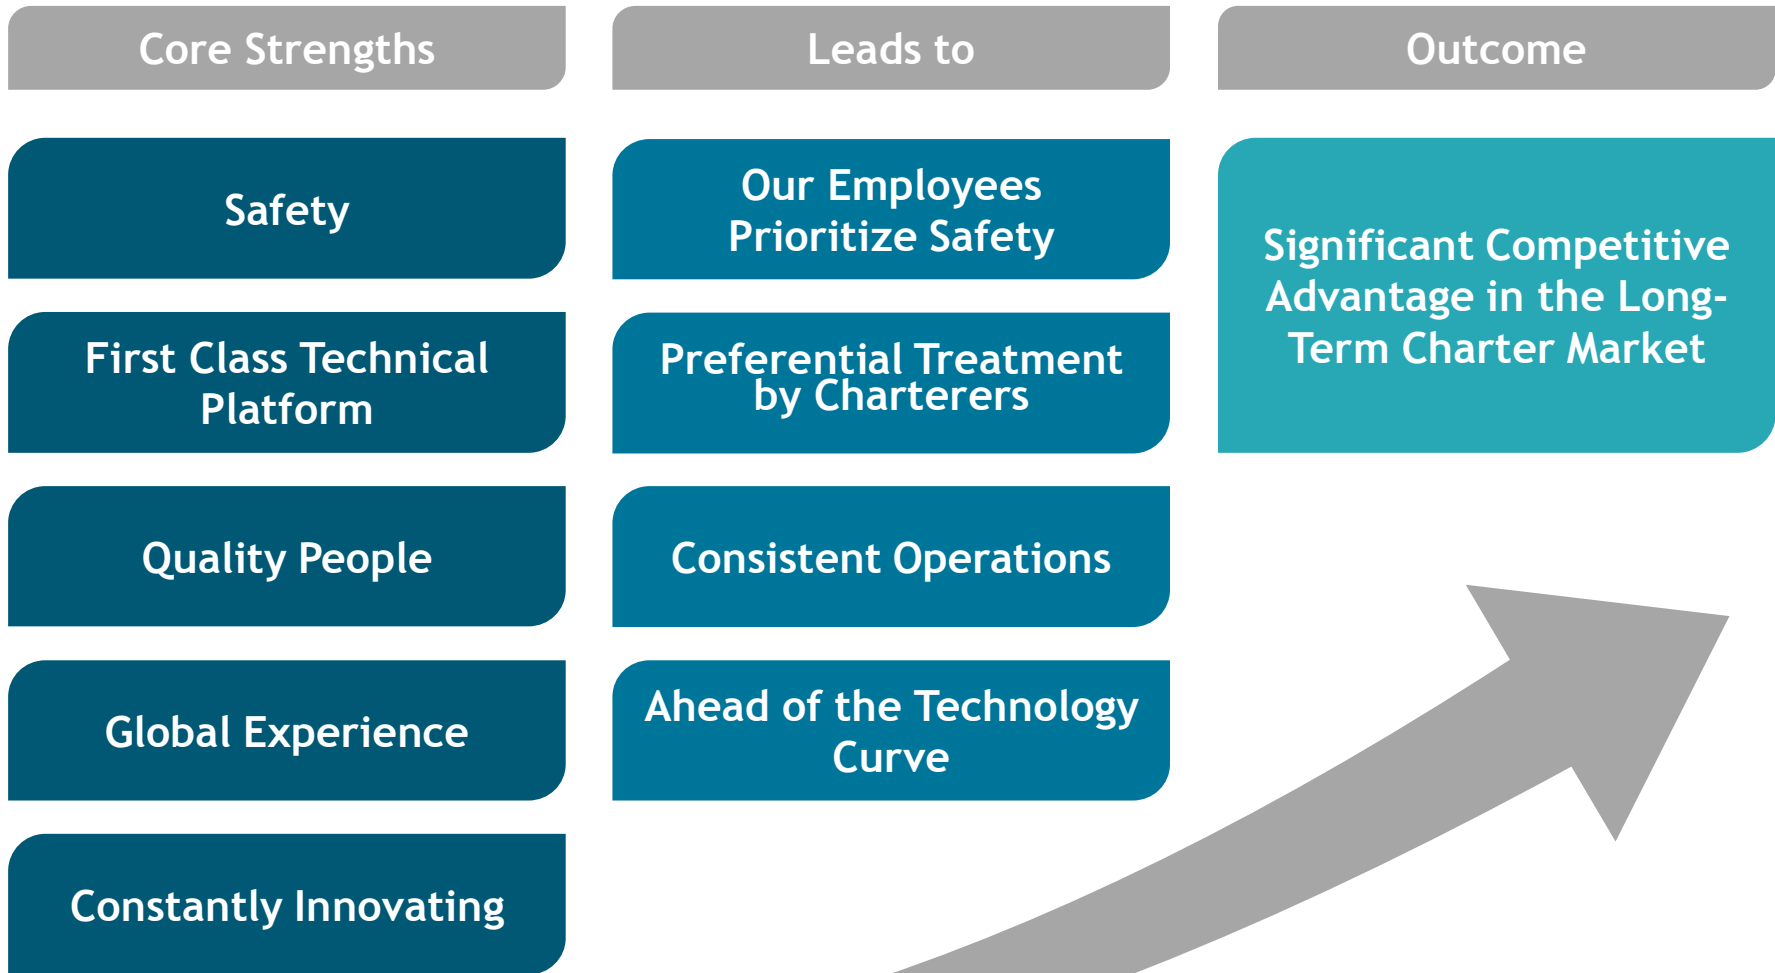 Core Strengths
Leads to
Outcome
Safety
Our Employees
Prioritize Safety
Significant Competitive
Advantage in the Long-
Term Charter Market
First Class Technical
Platform
Preferential Treatment
by Charterers
Quality People
Consistent Operations
Global Experience
Ahead of the Technology
Curve
Constantly Innovating